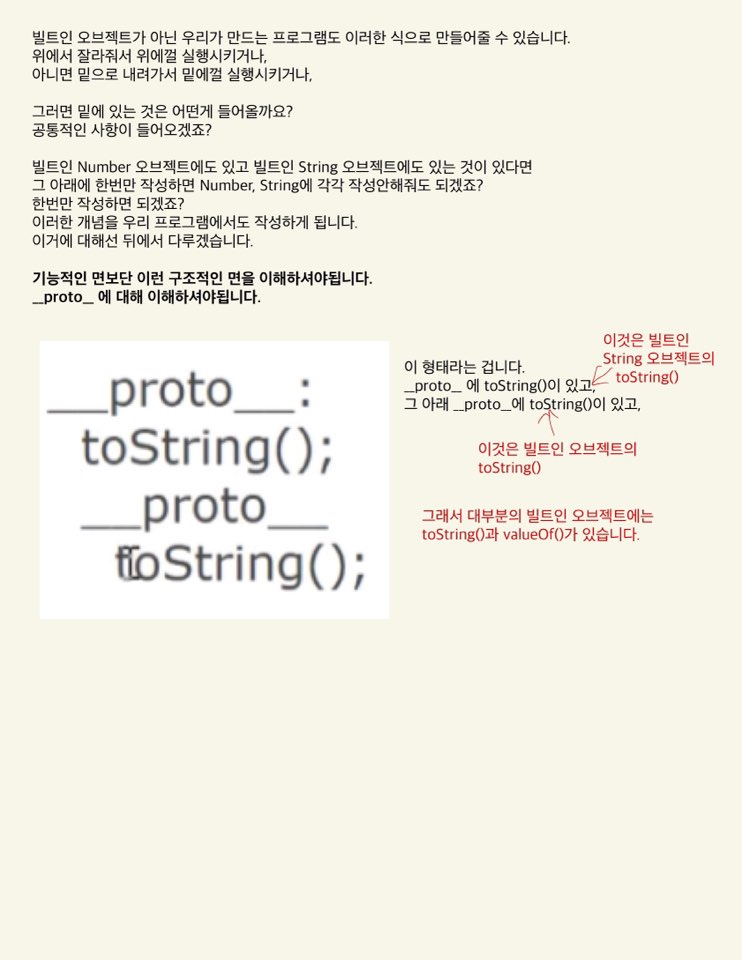 빌트인 오브젝트가 아닌 우리가 만드는 프로그램도 이러한 식으로 만들어줄 수 있습니다.
위에서 잘라줘서 위에껄 실행시키거나,
아니면 밑으로 내려가서 밑에껄 실행시키거나,
그러면 밑에 있는 것은 어떤게 들어올까요?
공통적인 사항이 들어오겠죠?
빌트인 Number 오브젝트에도 있고 빌트인 String 오브젝트에도 있는 것이 있다면
그 아래에 한번만 작성하면 Number, String에 각각 작성안해줘도 되겠죠?
한번만 작성하면 되겠죠?
이러한 개념을 우리 프로그램에서도 작성하게 됩니다.
이거에 대해선 뒤에서 다루겠습니다.
기능적인 면보단 이런 구조적인 면을 이해하셔야됩니다.
__proto__ 에 대해 이해하셔야됩니다.
__proto__:
toString();
__proto__
toString();
이 형태라는 겁니다.
__proto__ 에 toString()이 있고,
그 아래 __proto__에 toString()이 있고,
이것은 빌트인
String 오브젝트의
toString()
이것은 빌트인 오브젝트의
toString()
그래서 대부분의 빌트인 오브젝트에는
toString()과 valueOf()가 있습니다.